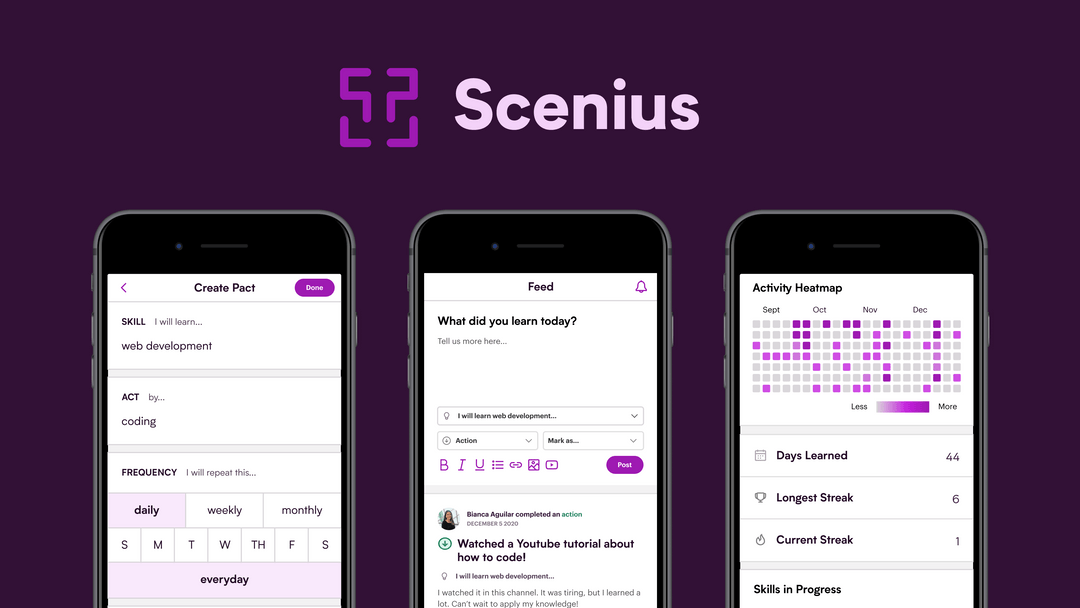 Scenius
Create Pact
Done
SKILL I will learn...
web development
ACT by...
coding
FREQUENCY I will repeat this...
daily weekly monthly
S M T W TH F S
everyday
Feed
What did you learn today?
Tell us more here...
I will learn web development...
Action Mark as...
B I U
Post
Bianca Aguilar completed an action
DECEMBER 5 2020
Watched a Youtube tutorial about
how to code!
I will learn web development...
I watched it in this channel. It was tiring, but I learned a
lot. Can't wait to apply my knowledge!
Activity Heatmap
Sept Oct Nov Dec
Less More
Days Learned 44
Longest Streak 6
Current Streak 1
Skills in Progress